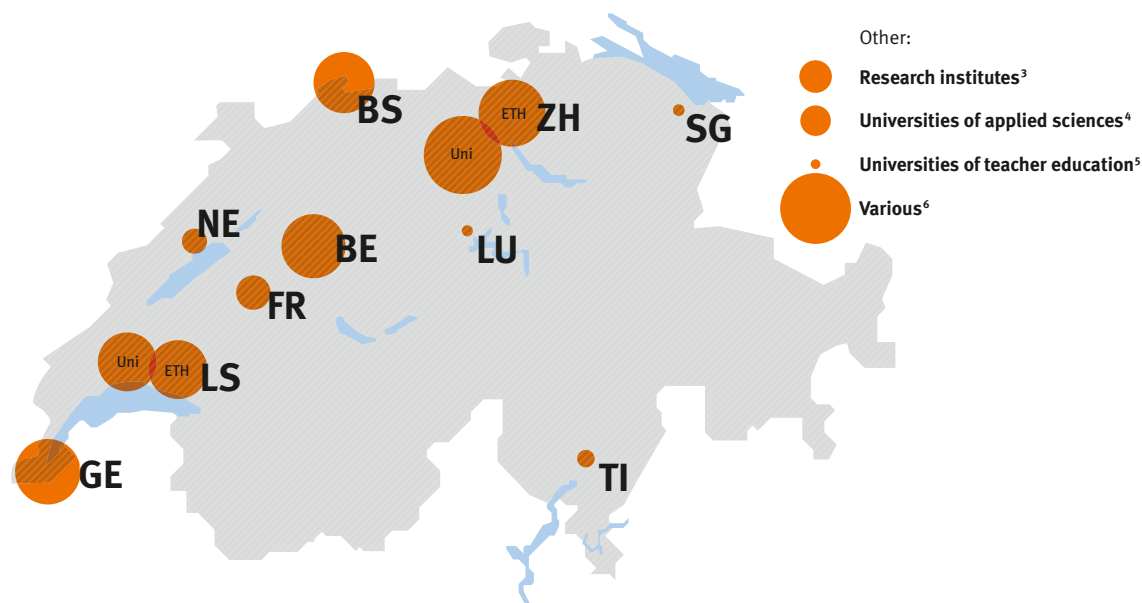 Other:
Research institutes³
Universities of applied sciences⁴
Universities of teacher education⁵
Various⁶
BS
ETH
ZH
SG
Uni
NE
BE
LU
FR
Uni
ETH
LS
GE
TI